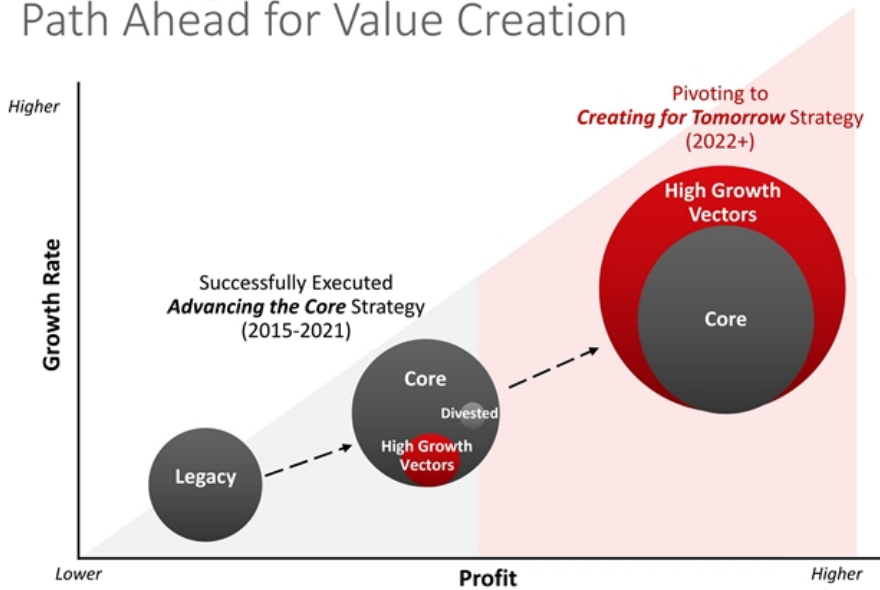 Path Ahead for Value Creation
Higher
Pivoting to
Creating for Tomorrow Strategy
(2022+)
High Growth
Vectors
Core
Growth Rate
Successfully Executed
Advancing the Core Strategy
(2015-2021)
Core
Divested
High Growth
Vectors
Legacy
Lower
Profit
Higher